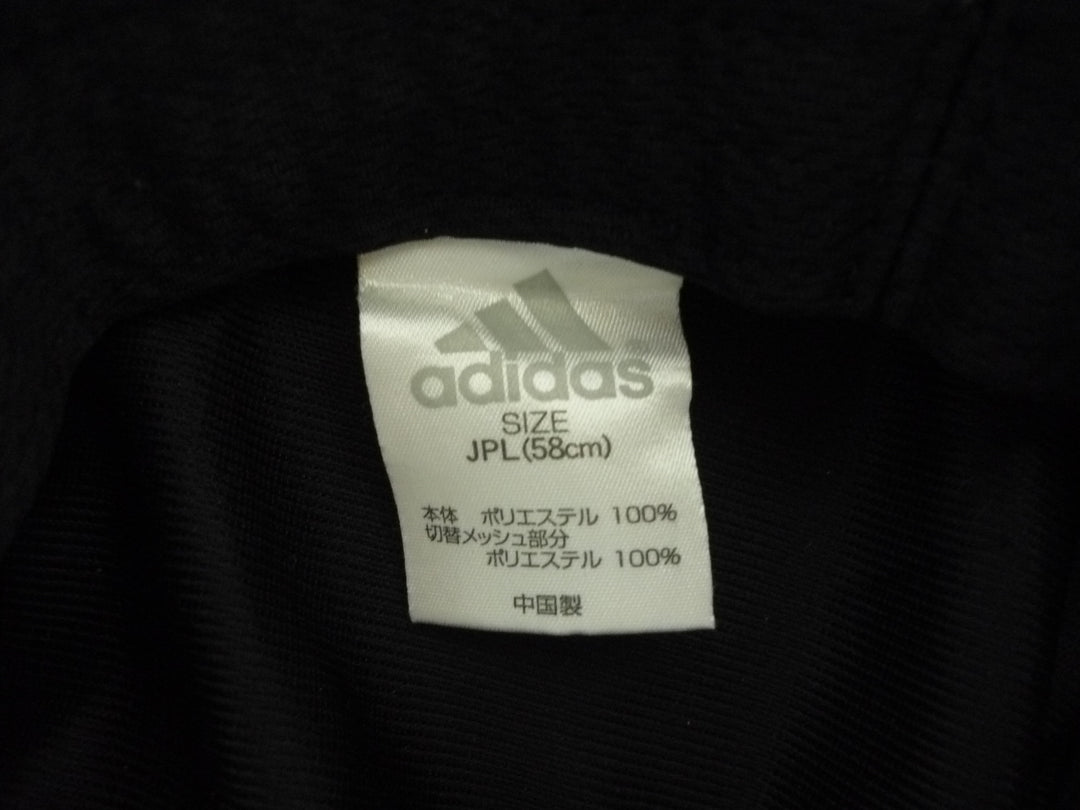 adidas
SIZE
JPL(58cm)
本体 ポリエステル 100%
切替メッシュ部分
ポリエステル 100%
中国製